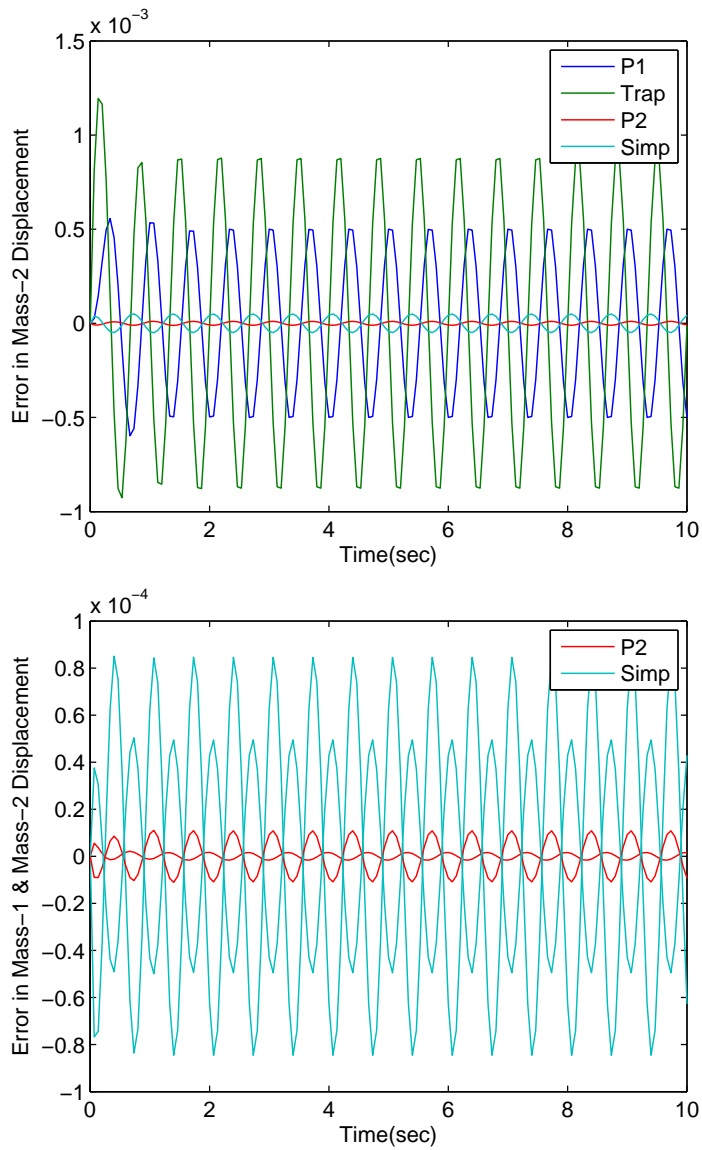 x 10−3
1.5
1
0.5
0
−0.5
−1
Error in Mass−2 Displacement
P1
Trap
P2
Simp
0 2 4 6 8 10
Time(sec)
x 10−4
1
0.8
0.6
0.4
0.2
0
−0.2
−0.4
−0.6
−0.8
−1
Error in Mass−1 & Mass−2 Displacement
P2
Simp
0 2 4 6 8 10
Time(sec)